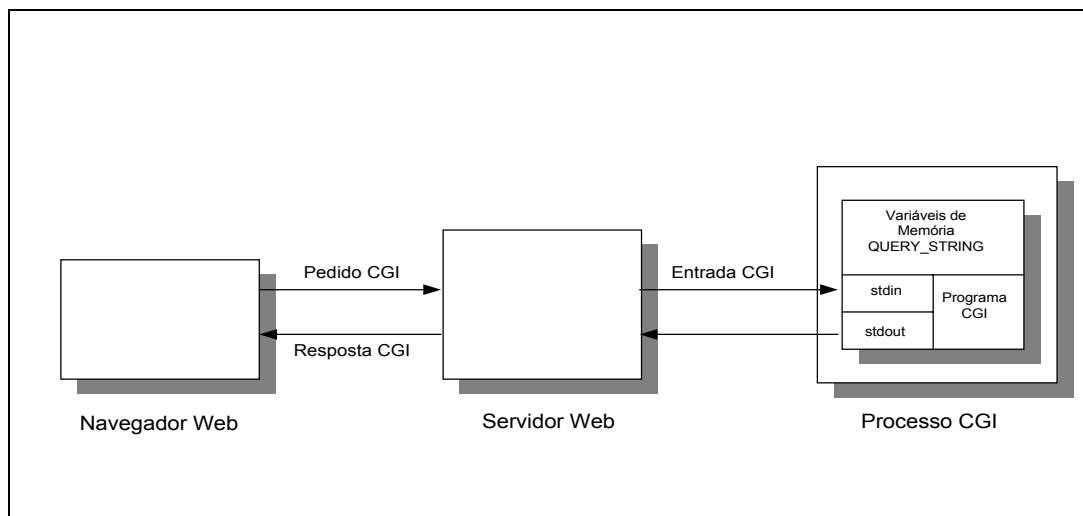 Variáveis de
Memória
QUERY_STRING
Pedido CGI
Entrada CGI
stdin
Programa
CGI
stdout
Resposta CGI
Navegador Web
Servidor Web
Processo CGI